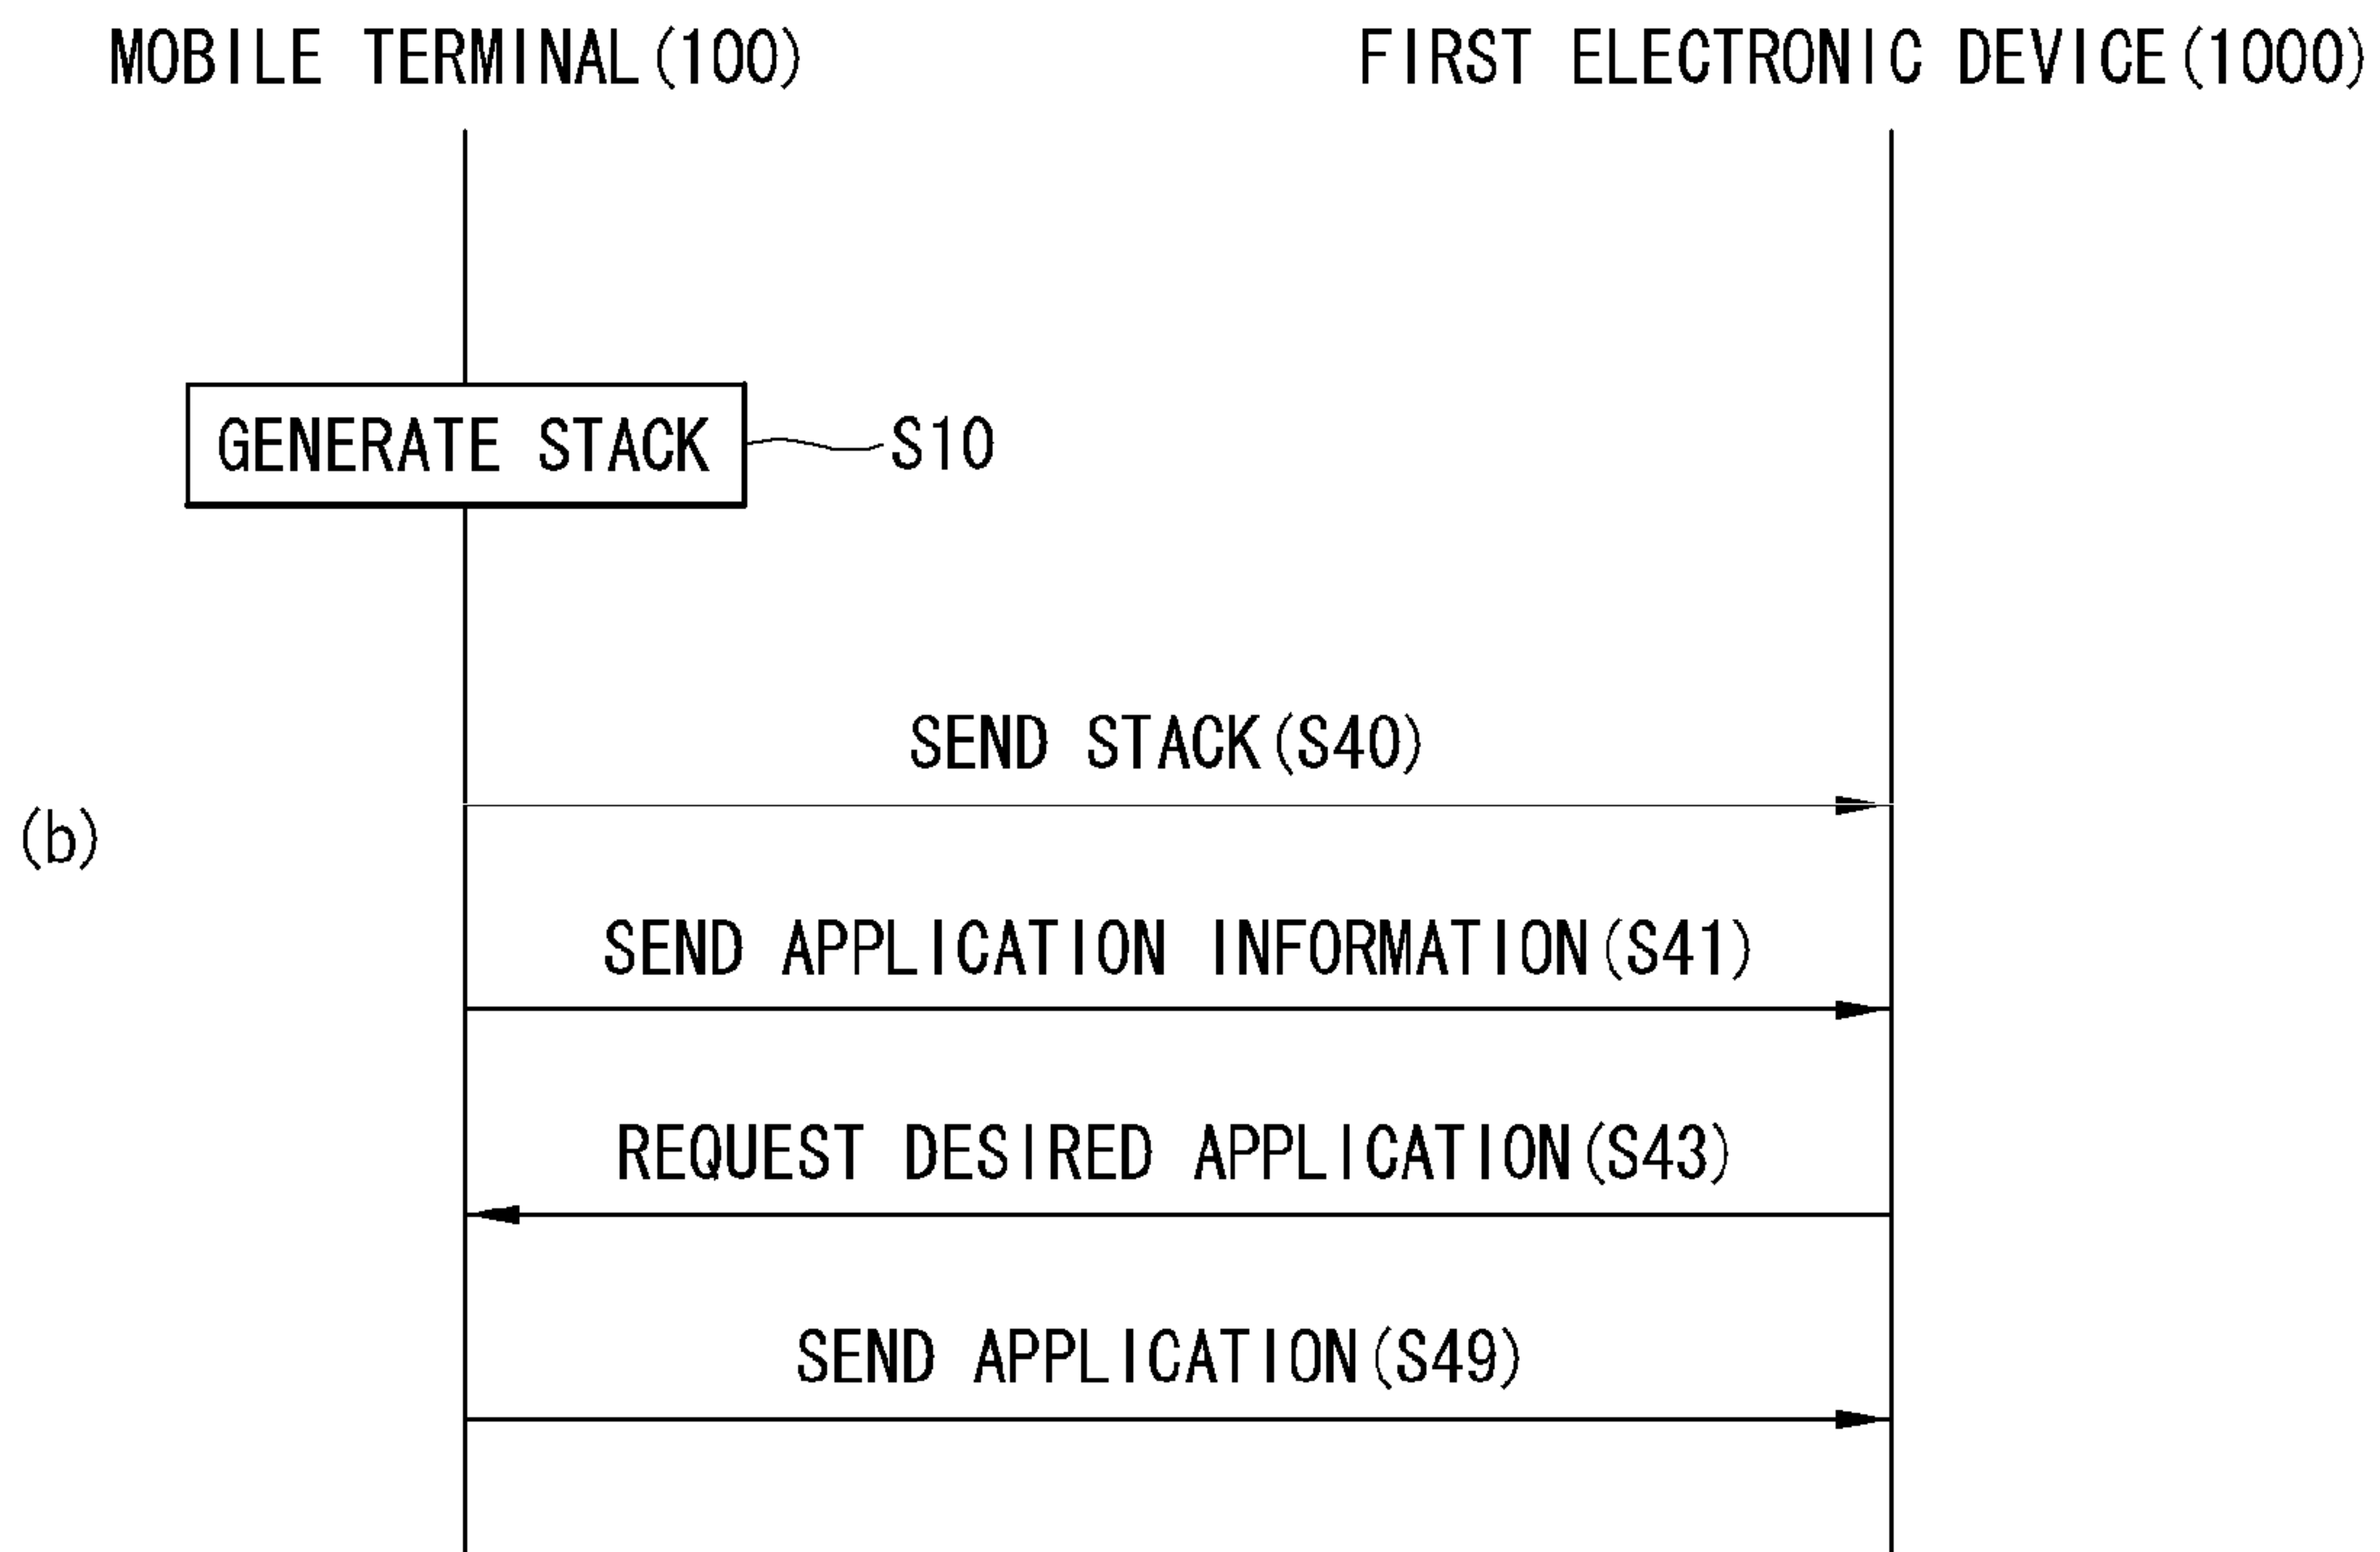 MOBILE TERMINAL(100) FIRST ELECTRONIC DEVICE(1000)
GENERATE STACK S10
SEND STACK(S40)
(b)
SEND APPLICATION INFORMATION(S41)
REQUEST DESIRED APPLICATION(S43)
SEND APPLICATION(S49)